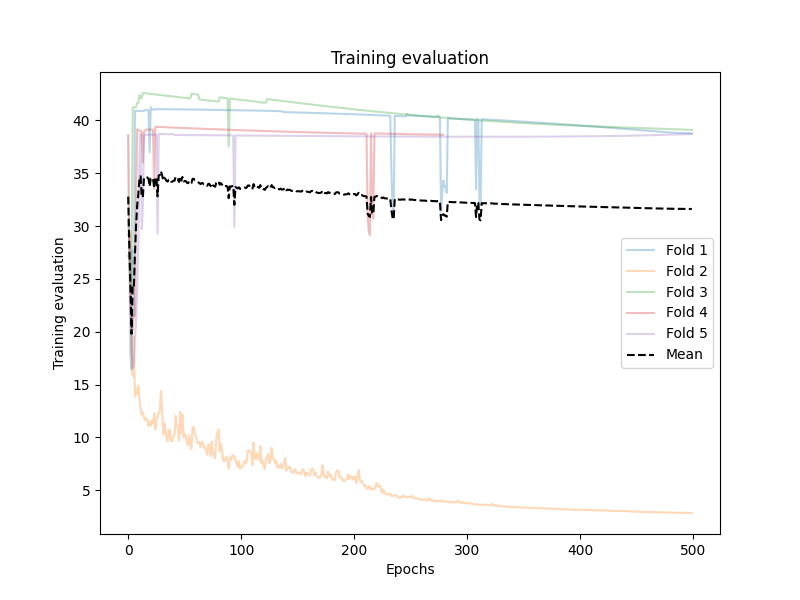 Training evaluation
Training evaluation
40
35
30
25
20
15
10
5
Fold 1
Fold 2
Fold 3
Fold 4
Fold 5
Mean
0
100
200
300
400
500
Epochs